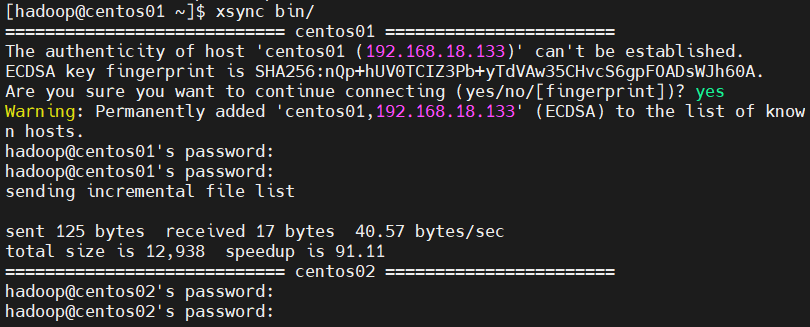 [hadoop@centos01 ~]$ xsync bin/
============================ centos01 =======================
The authenticity of host 'centos01 (192.168.18.133)' can't be established.
ECDSA key fingerprint is SHA256:nQp+hUV0TCIZ3Pb+yTdVAw35CHvcS6gpFOADsWJh60A.
Are you sure you want to continue connecting (yes/no/[fingerprint])? yes
Warning: Permanently added 'centos01,192.168.18.133' (ECDSA) to the list of know
n hosts.
hadoop@centos01's password:
hadoop@centos01's password:
sending incremental file list
sent 125 bytes  received 17 bytes  40.57 bytes/sec
total size is 12,938  speedup is 91.11
============================ centos02 =======================
hadoop@centos02's password:
hadoop@centos02's password: